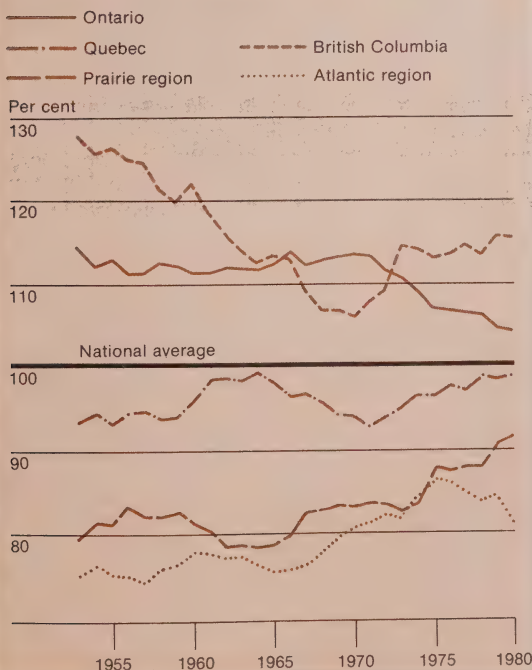 Ontario
Quebec
British Columbia
Prairie region
Atlantic region
Per cent
130
120
110
National average
100
90
80
1955 1960 1965 1970 1975 1980